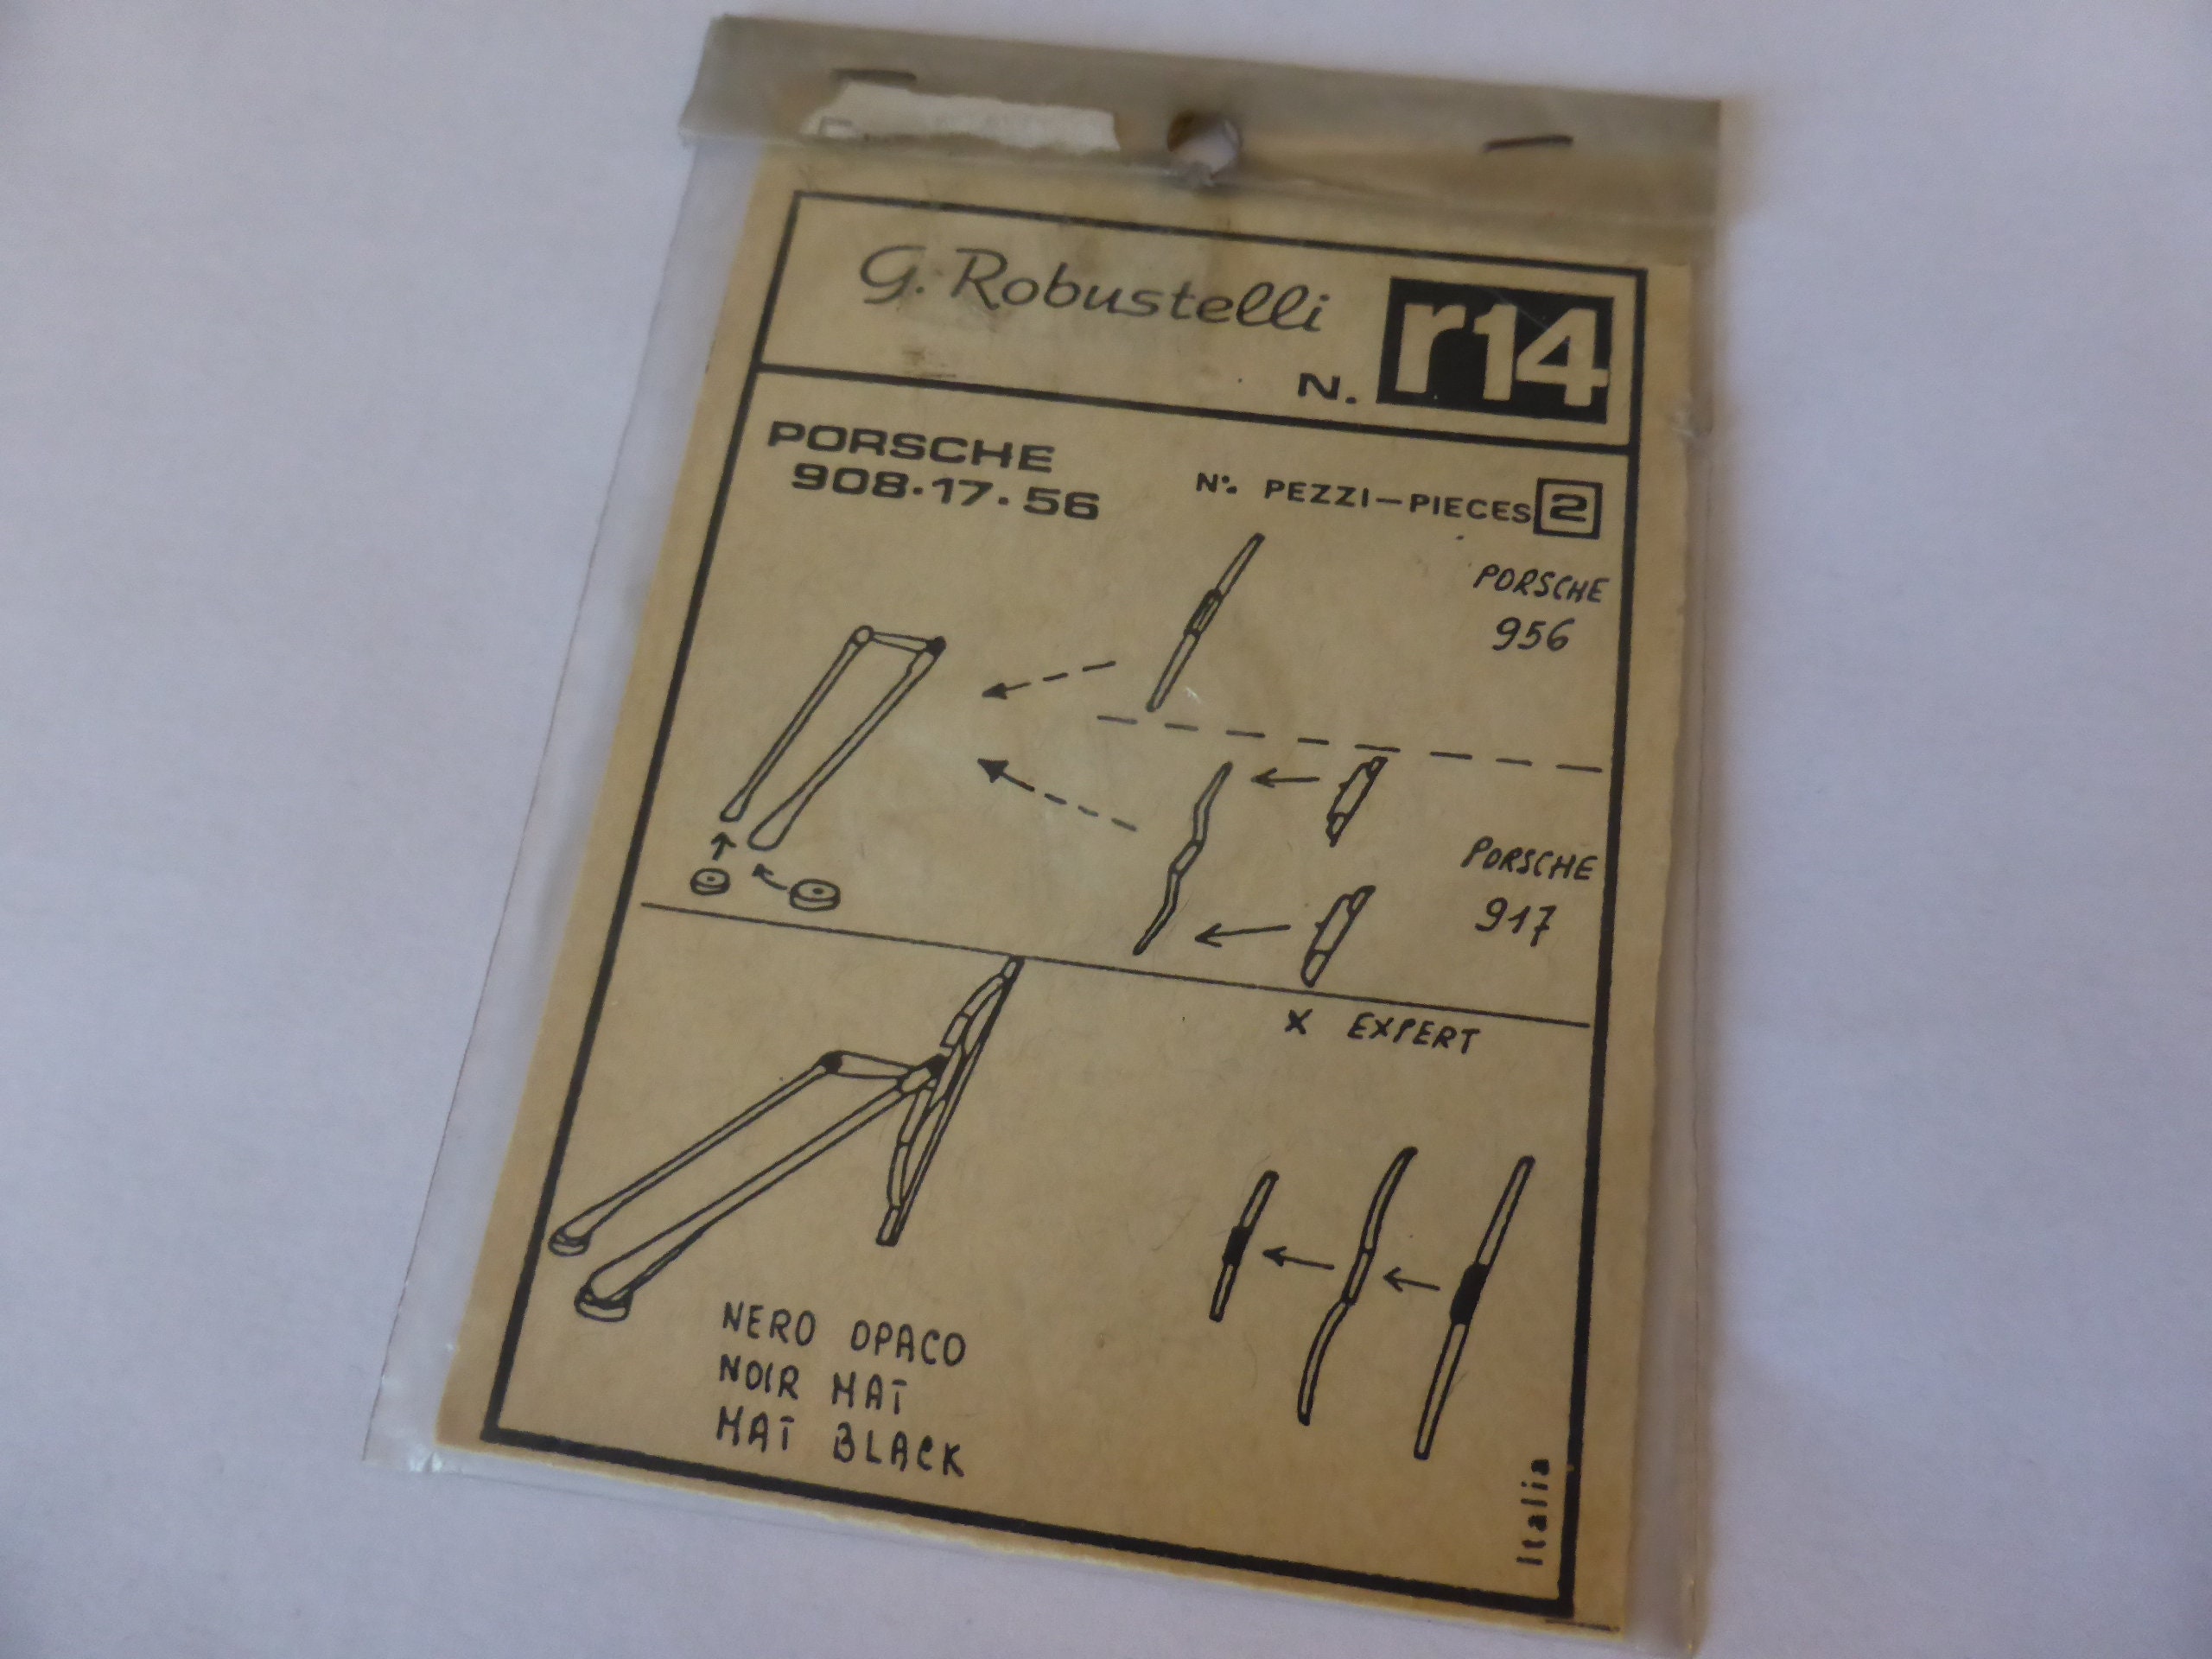 G. Robustelli
N. r14
PORSCHE
908·17·56
N°. PEZZI—PIECES 2
PORSCHE
956
PORSCHE
917
X EXPERT
NERO OPACO
NOIR MAT
MAT BLACK
Italia